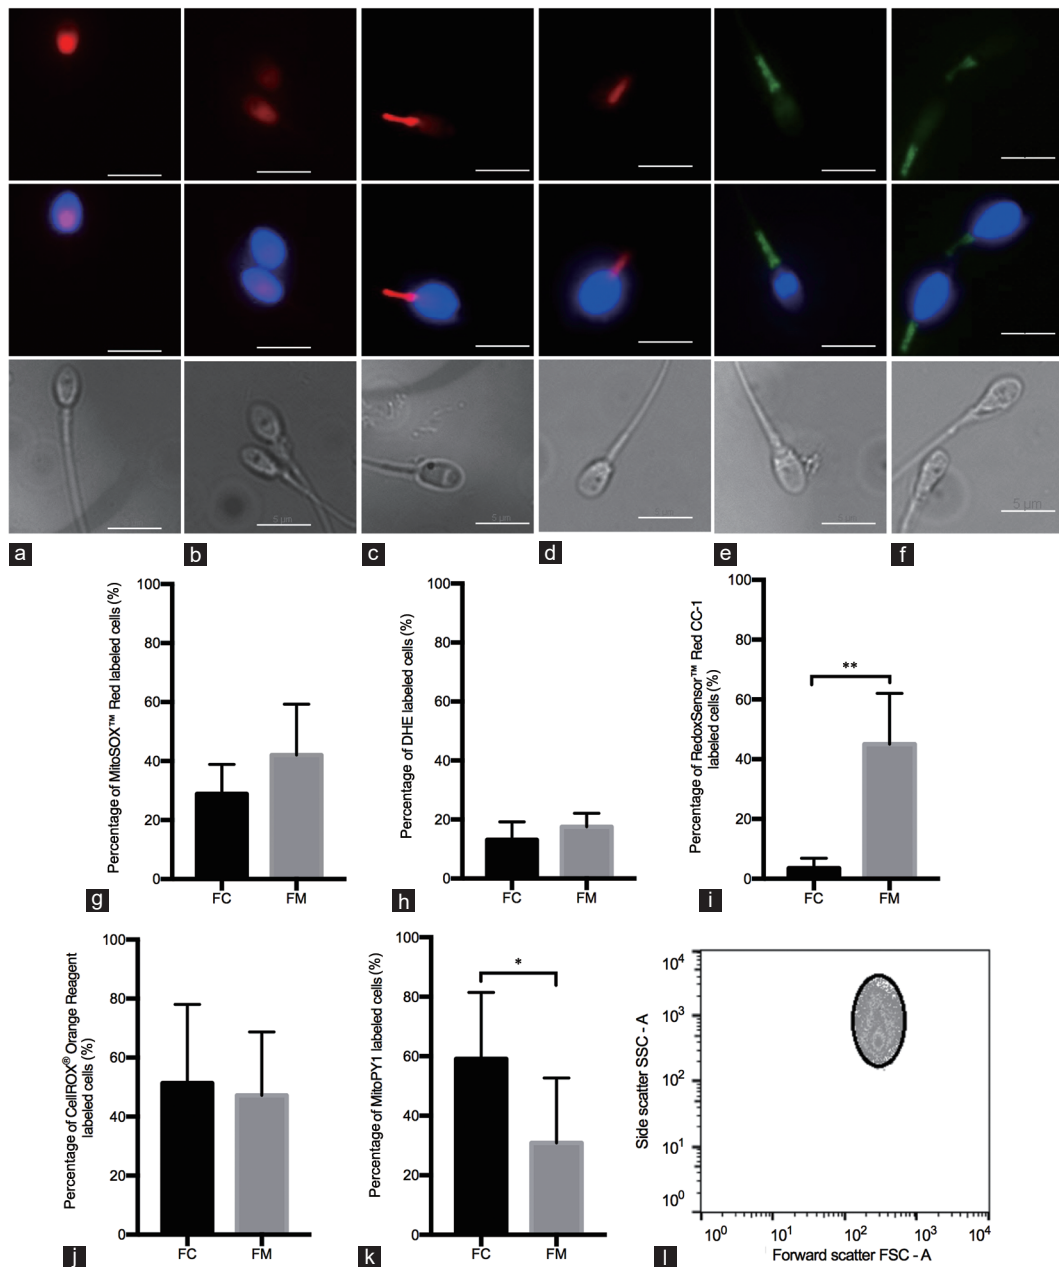 5 µm
5 µm
5 µm
5 µm
5 µm
a
b
c
d
e
f
Percentage of MitoSOX™ Red labeled cells (%)
100
80
60
40
20
0
FC
FM
g
Percentage of DHE labeled cells (%)
100
80
60
40
20
0
FC
FM
h
Percentage of RedoxSensor™ Red CC-1
labeled cells (%)
100
80
60
40
20
0
**
FC
FM
i
Percentage of CellROX® Orange Reagent
labeled cells (%)
100
80
60
40
20
0
FC
FM
j
Percentage of MitoPY1 labeled cells (%)
100
80
60
40
20
0
*
FC
FM
k
Side scatter SSC - A
10⁴
10³
10²
10¹
10⁰
10⁰
10¹
10²
10³
10⁴
Forward scatter FSC - A
l